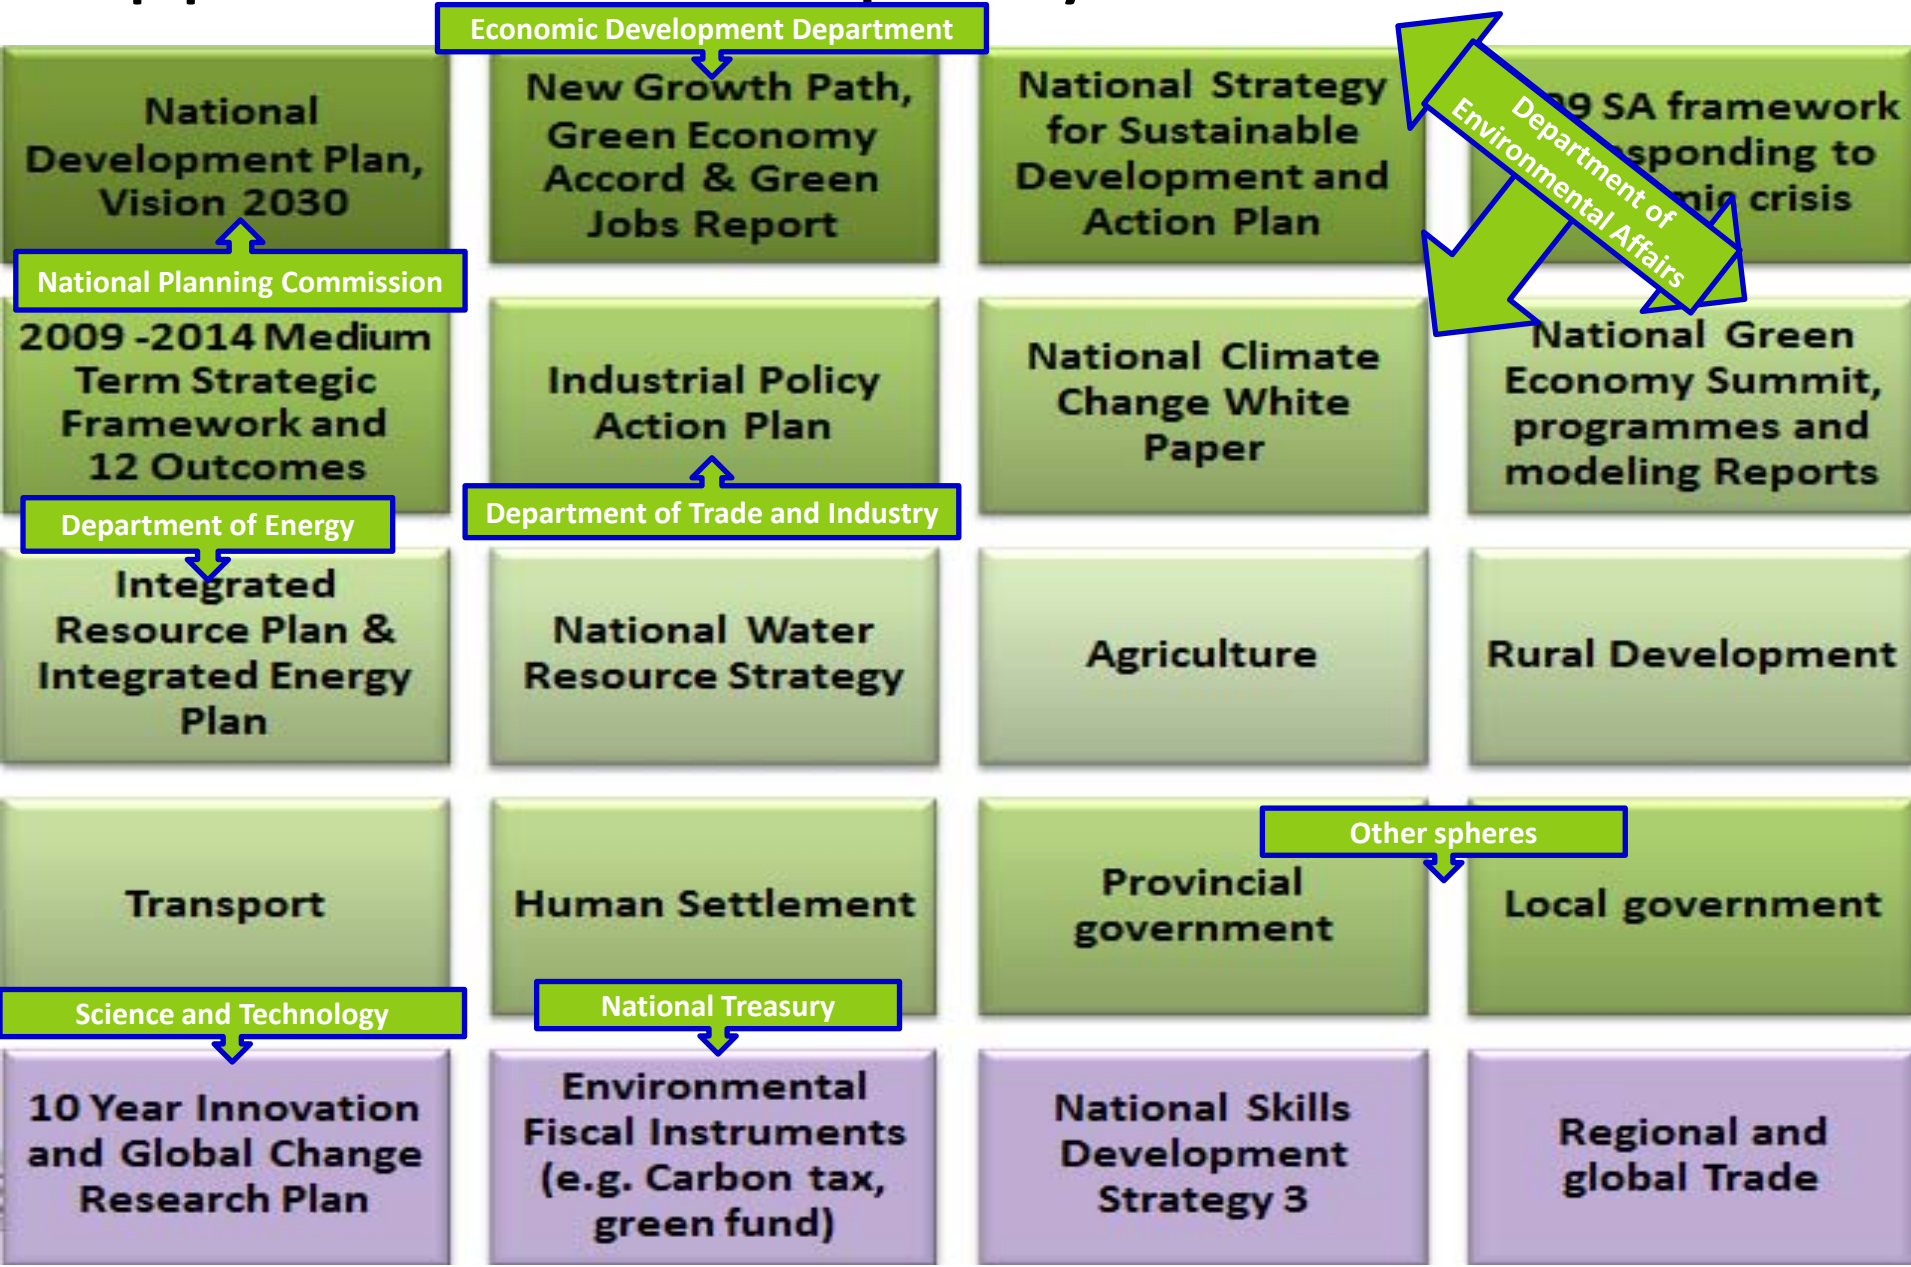 Economic Development Department
National
Development Plan,
Vision 2030
New Growth Path,
Green Economy
Accord & Green
Jobs Report
National Strategy
for Sustainable
Development and
Action Plan
9 SA framework
sponding to
crisis
Department of
Environmental Affairs
National Planning Commission
2009 -2014 Medium
Term Strategic
Framework and
12 Outcomes
Industrial Policy
Action Plan
National Climate
Change White
Paper
National Green
Economy Summit,
programmes and
modeling Reports
Department of Energy
Department of Trade and Industry
Integrated
Resource Plan &
Integrated Energy
Plan
National Water
Resource Strategy
Agriculture
Rural Development
Transport
Human Settlement
Other spheres
Provincial
government
Local government
Science and Technology
National Treasury
10 Year Innovation
and Global Change
Research Plan
Environmental
Fiscal Instruments
(e.g. Carbon tax,
green fund)
National Skills
Development
Strategy 3
Regional and
global Trade